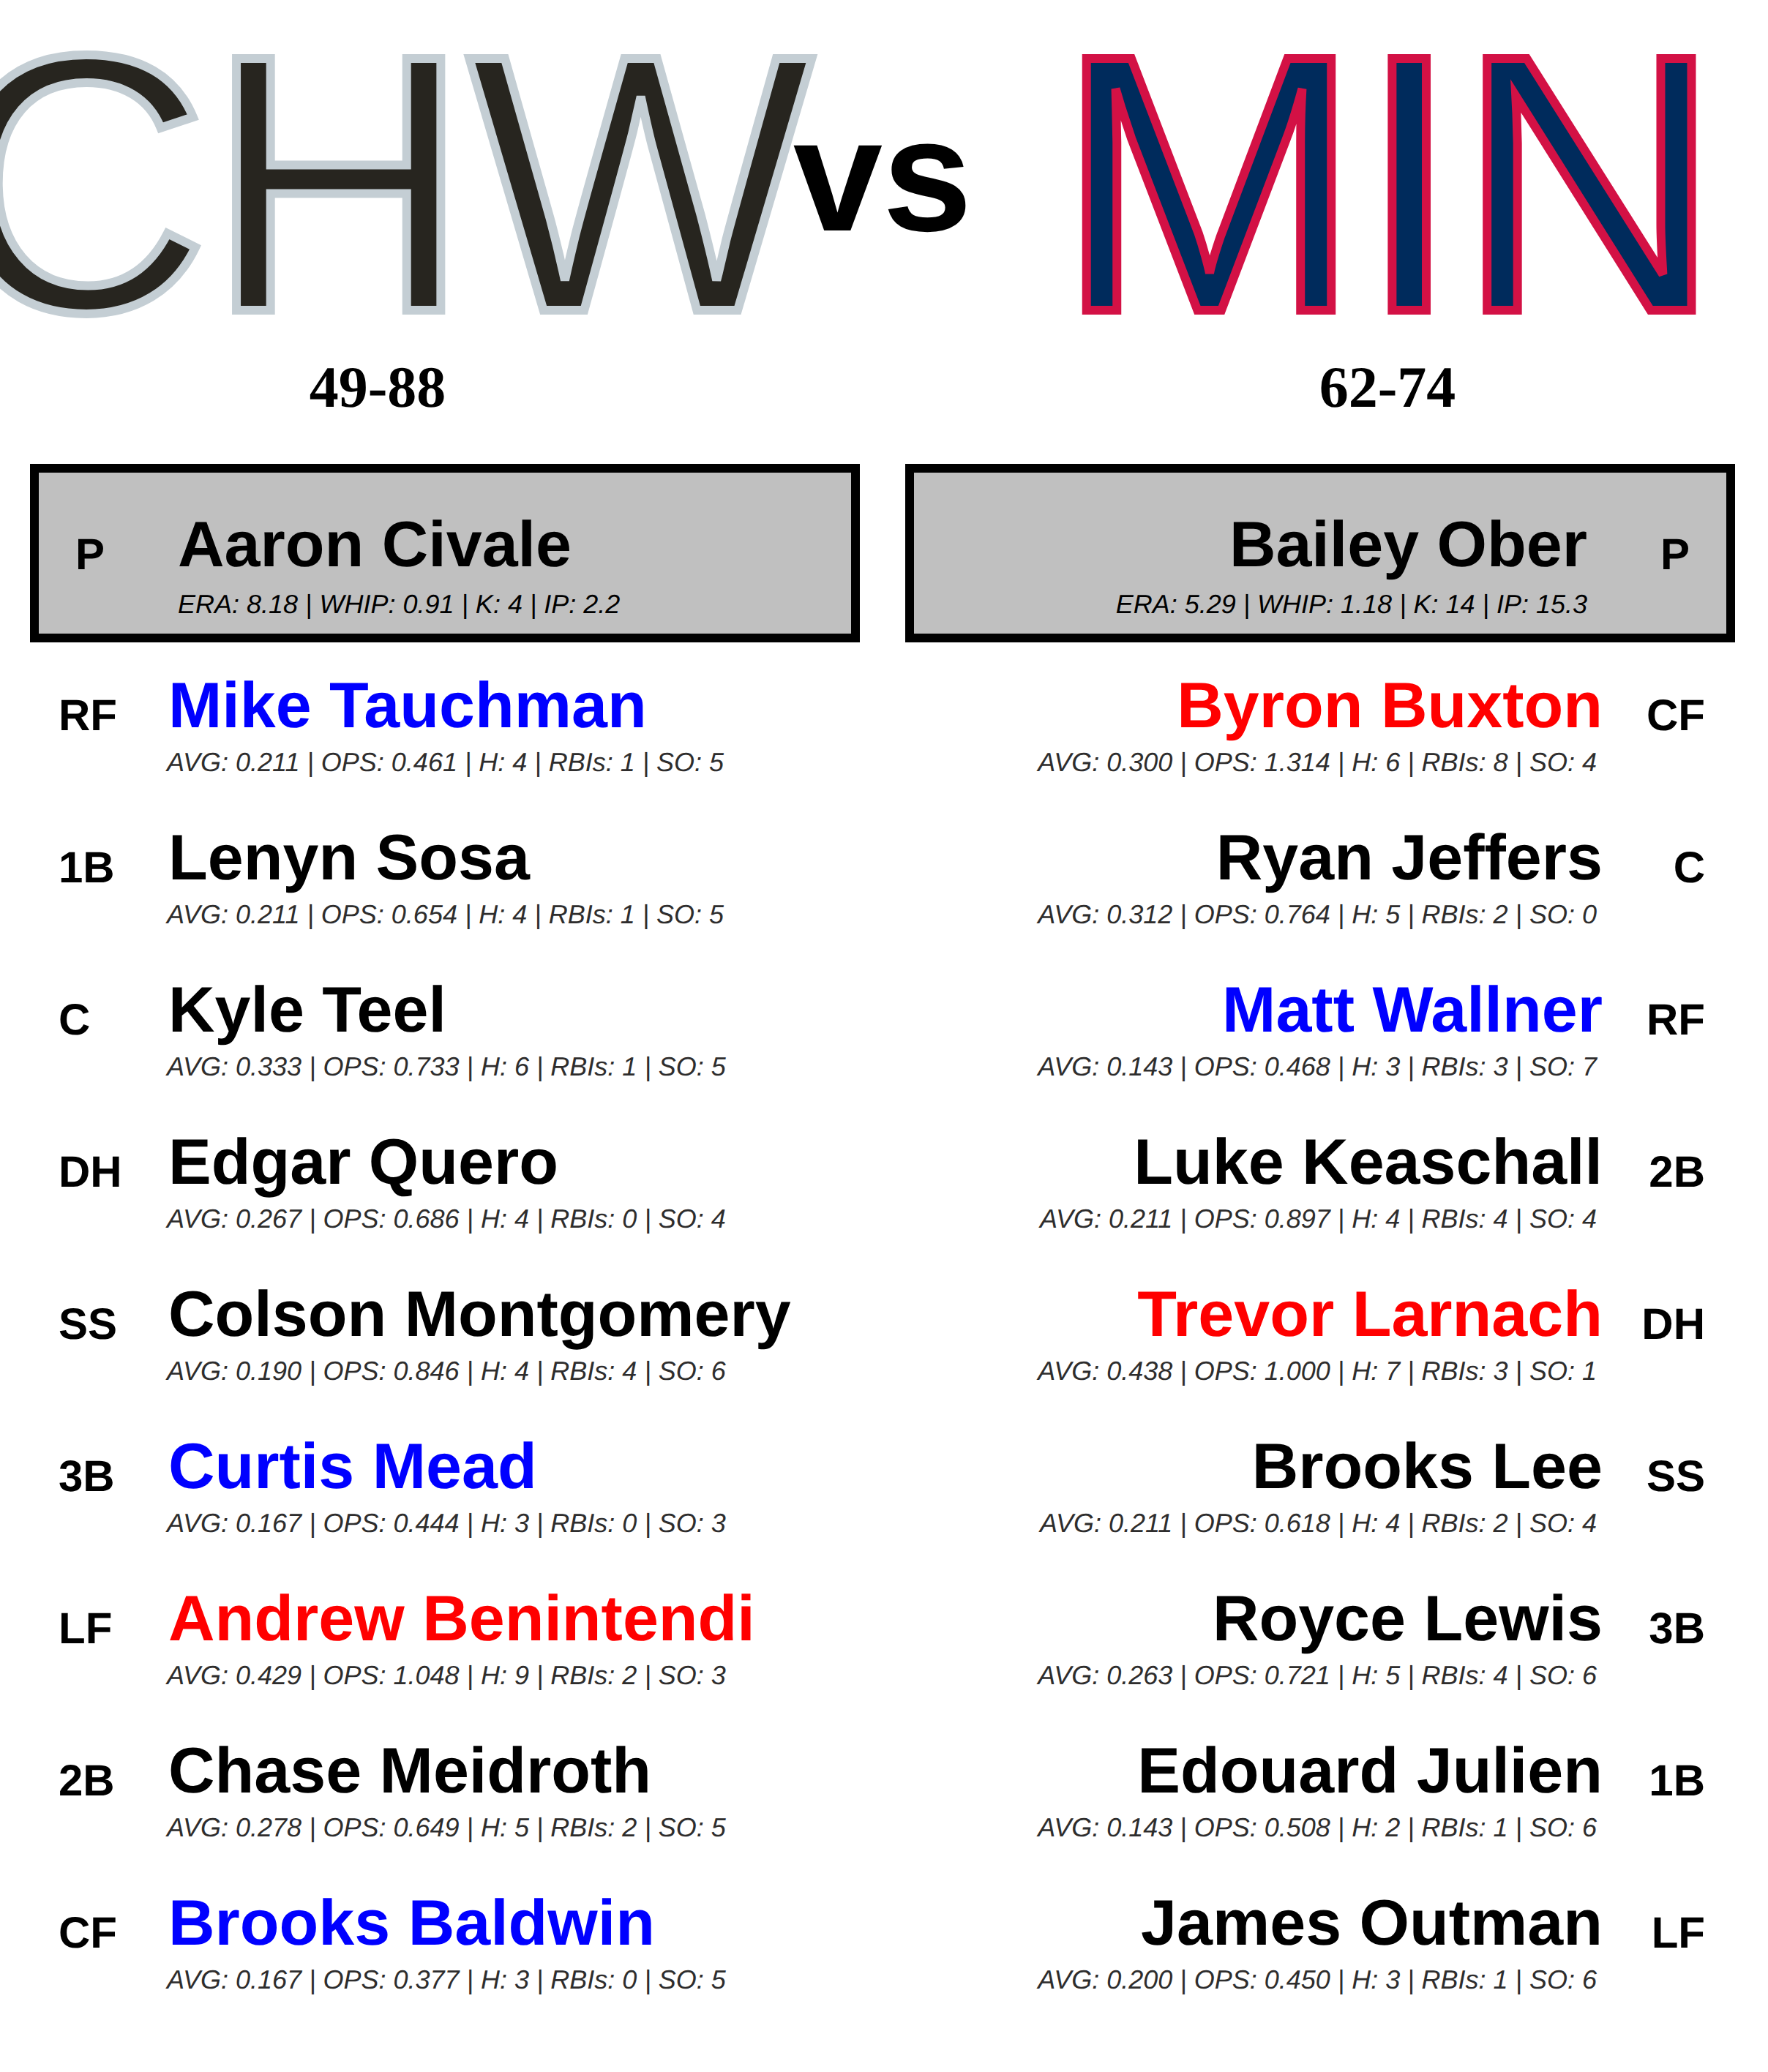 CHW vs MIN
49-88
62-74
P Aaron Civale
ERA: 8.18 | WHIP: 0.91 | K: 4 | IP: 2.2
Bailey Ober P
ERA: 5.29 | WHIP: 1.18 | K: 14 | IP: 15.3
RF Mike Tauchman
AVG: 0.211 | OPS: 0.461 | H: 4 | RBIs: 1 | SO: 5
1B Lenyn Sosa
AVG: 0.211 | OPS: 0.654 | H: 4 | RBIs: 1 | SO: 5
C Kyle Teel
AVG: 0.333 | OPS: 0.733 | H: 6 | RBIs: 1 | SO: 5
DH Edgar Quero
AVG: 0.267 | OPS: 0.686 | H: 4 | RBIs: 0 | SO: 4
SS Colson Montgomery
AVG: 0.190 | OPS: 0.846 | H: 4 | RBIs: 4 | SO: 6
3B Curtis Mead
AVG: 0.167 | OPS: 0.444 | H: 3 | RBIs: 0 | SO: 3
LF Andrew Benintendi
AVG: 0.429 | OPS: 1.048 | H: 9 | RBIs: 2 | SO: 3
2B Chase Meidroth
AVG: 0.278 | OPS: 0.649 | H: 5 | RBIs: 2 | SO: 5
CF Brooks Baldwin
AVG: 0.167 | OPS: 0.377 | H: 3 | RBIs: 0 | SO: 5
Byron Buxton CF
AVG: 0.300 | OPS: 1.314 | H: 6 | RBIs: 8 | SO: 4
Ryan Jeffers C
AVG: 0.312 | OPS: 0.764 | H: 5 | RBIs: 2 | SO: 0
Matt Wallner RF
AVG: 0.143 | OPS: 0.468 | H: 3 | RBIs: 3 | SO: 7
Luke Keaschall 2B
AVG: 0.211 | OPS: 0.897 | H: 4 | RBIs: 4 | SO: 4
Trevor Larnach DH
AVG: 0.438 | OPS: 1.000 | H: 7 | RBIs: 3 | SO: 1
Brooks Lee SS
AVG: 0.211 | OPS: 0.618 | H: 4 | RBIs: 2 | SO: 4
Royce Lewis 3B
AVG: 0.263 | OPS: 0.721 | H: 5 | RBIs: 4 | SO: 6
Edouard Julien 1B
AVG: 0.143 | OPS: 0.508 | H: 2 | RBIs: 1 | SO: 6
James Outman LF
AVG: 0.200 | OPS: 0.450 | H: 3 | RBIs: 1 | SO: 6